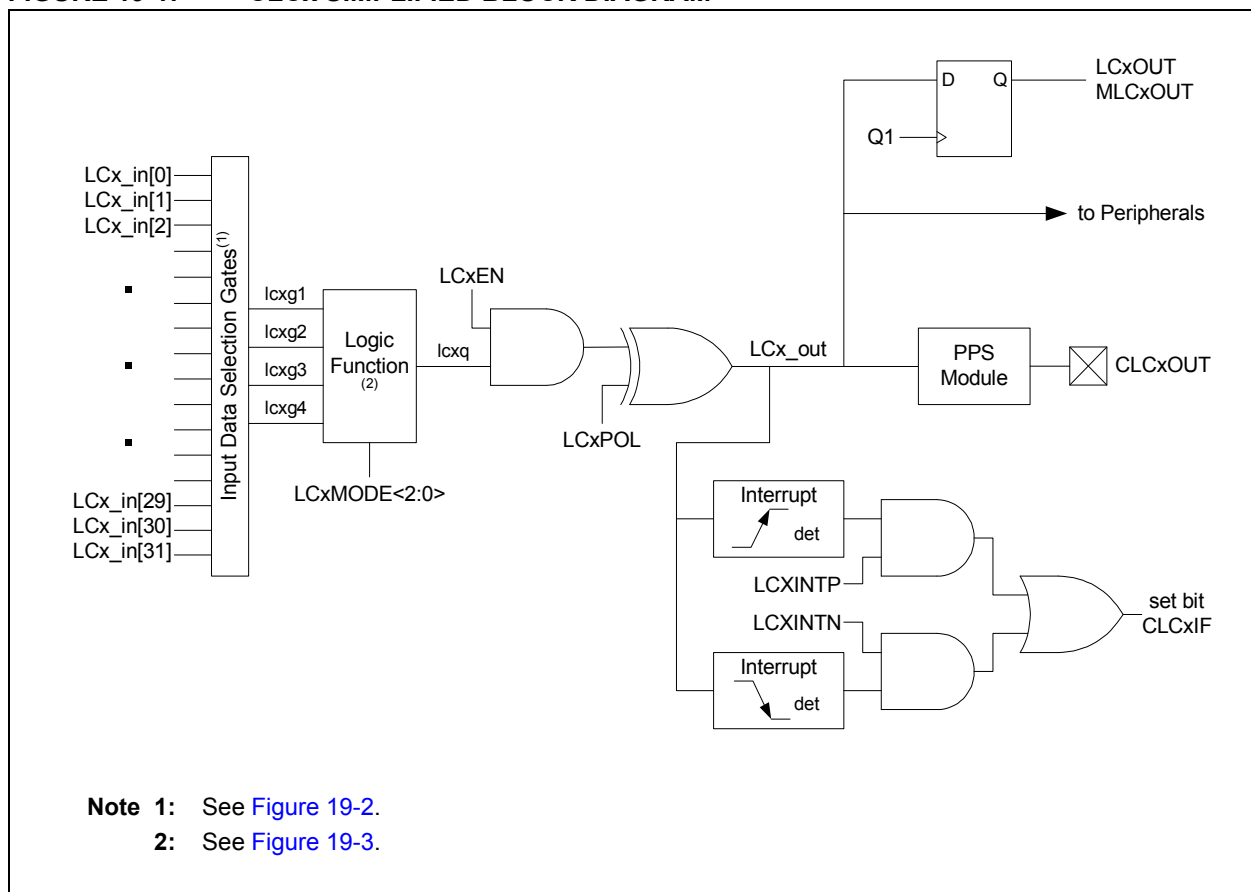 LCxOUT
MLCxOUT
D Q
Q1
to Peripherals
LCx_in[0]
LCx_in[1]
LCx_in[2]
Input Data Selection Gates(1)
lcxg1
lcxg2
lcxg3
lcxg4
Logic
Function
(2)
LCxMODE<2:0>
lcxq
LCxEN
LCxPOL
LCx_out
PPS
Module
CLCxOUT
LCx_in[29]
LCx_in[30]
LCx_in[31]
Interrupt
det
LCXINTP
LCXINTN
Interrupt
det
set bit
CLCxIF
Note 1: See Figure 19-2.
2: See Figure 19-3.